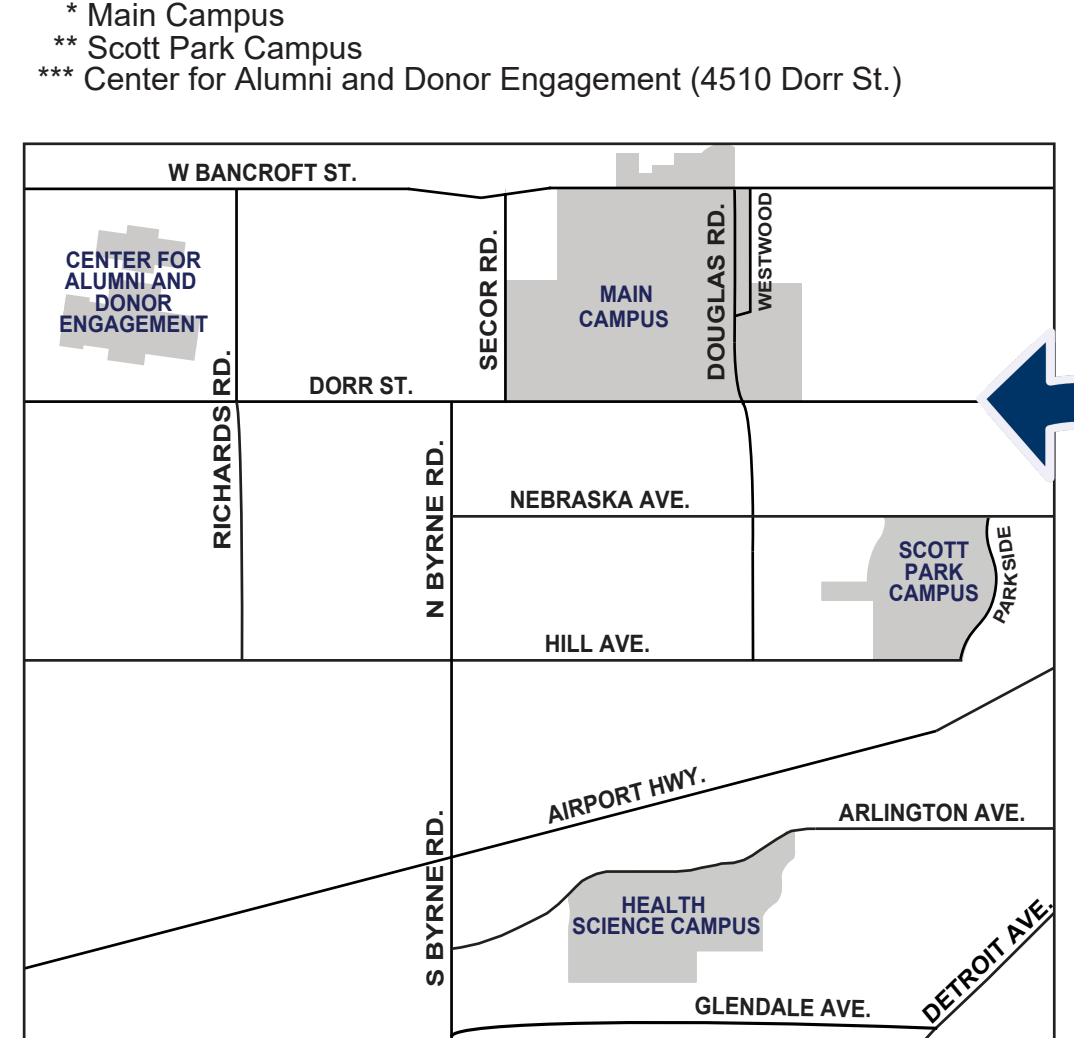 * Main Campus
** Scott Park Campus
*** Center for Alumni and Donor Engagement (4510 Dorr St.)
W BANCROFT ST.
CENTER FOR
ALUMNI AND
DONOR
ENGAGEMENT
SECOR RD.
MAIN
CAMPUS
DOUGLAS RD.
WESTWOOD
RICHARDS RD.
DORR ST.
N BYRNE RD.
NEBRASKA AVE.
SCOTT
PARK
CAMPUS
PARKSIDE
HILL AVE.
AIRPORT HWY.
ARLINGTON AVE.
S BYRNE RD.
HEALTH
SCIENCE CAMPUS
DETROIT AVE.
GLENDALE AVE.